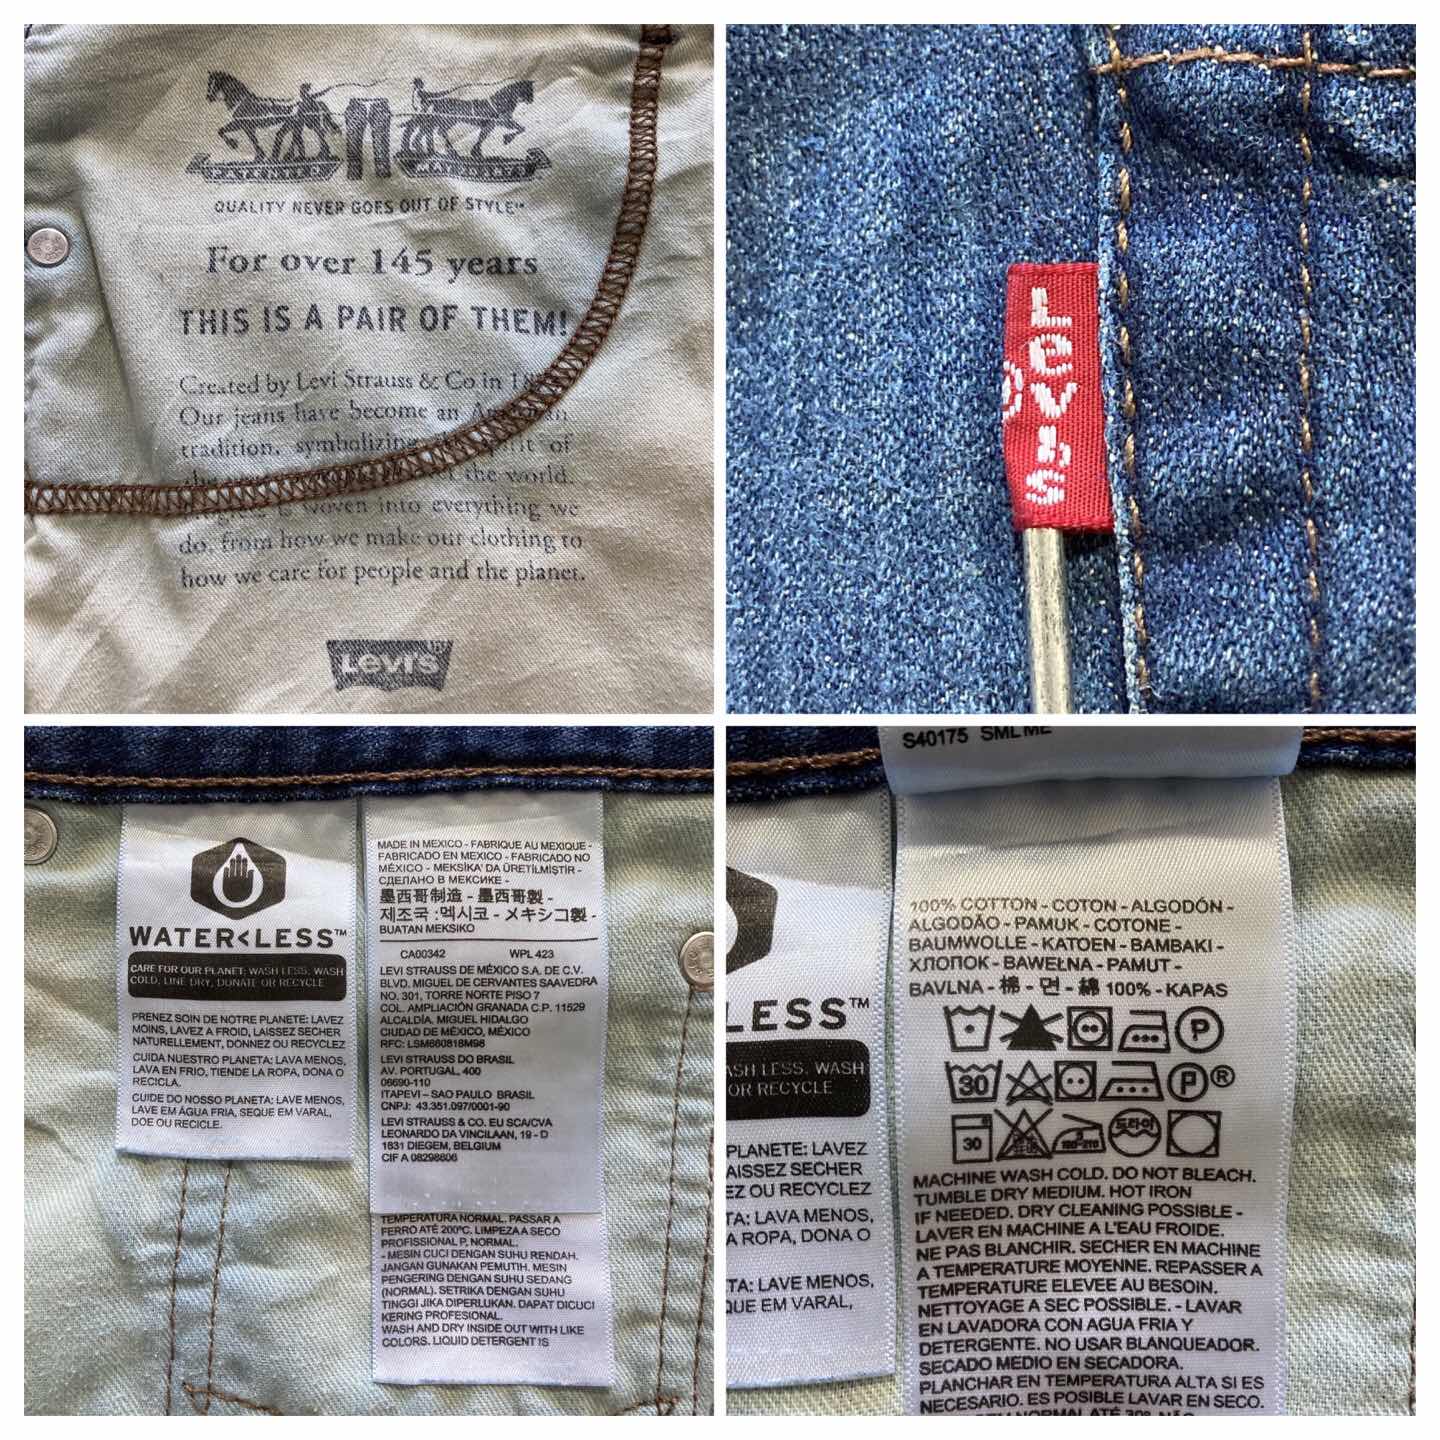 PATENTED
QUALITY NEVER GOES OUT OF STYLE™
For over 145 years
THIS IS A PAIR OF THEM!
Created by Levi Strauss & Co in
Our jeans have become an
tradition, symbolizing of
the world.
is woven into everything we
do, from how we make our clothing to
how we care for people and the planet.
LEVI'S
LEVI'S
WATER<LESS™
CARE FOR OUR PLANET: WASH LESS, WASH
COLD, LINE DRY, DONATE OR RECYCLE
PRENEZ SOIN DE NOTRE PLANETE: LAVEZ
MOINS, LAVEZ A FROID, LAISSEZ SECHER
NATURELLEMENT, DONNEZ OU RECYCLEZ
CUIDA NUESTRO PLANETA: LAVA MENOS,
LAVA EN FRIO, TIENDE LA ROPA, DONA O
RECICLA.
CUIDE DO NOSSO PLANETA: LAVE MENOS,
LAVE EM ÁGUA FRIA, SEQUE EM VARAL,
DOE OU RECICLE.
MADE IN MEXICO - FABRIQUE AU MEXIQUE -
FABRICADO EN MEXICO - FABRICADO NO
MÉXICO - MEKSİKA' DA ÜRETİLMİŞTİR -
СДЕЛАНО В МЕКСИКЕ -
墨西哥制造 - 墨西哥製 -
제조국 :멕시코 - メキシコ製 -
BUATAN MEKSIKO
CA00342 WPL 423
LEVI STRAUSS DE MÉXICO S.A. DE C.V.
BLVD. MIGUEL DE CERVANTES SAAVEDRA
NO. 301, TORRE NORTE PISO 7
COL. AMPLIACIÓN GRANADA C.P. 11529
ALCALDÍA, MIGUEL HIDALGO
CIUDAD DE MÉXICO, MÉXICO
RFC: LSM660818M98
LEVI STRAUSS DO BRASIL
AV. PORTUGAL, 400
06690-110
ITAPEVI – SAO PAULO BRASIL
CNPJ: 43.351.097/0001-90
LEVI STRAUSS & CO. EU SCA/CVA
LEONARDO DA VINCILAAN, 19 - D
1831 DIEGEM, BELGIUM
CIF A 08298606
TEMPERATURA NORMAL. PASSAR A
FERRO ATÉ 200ºC. LIMPEZA A SECO
PROFISSIONAL P, NORMAL.
- MESIN CUCI DENGAN SUHU RENDAH.
JANGAN GUNAKAN PEMUTIH. MESIN
PENGERING DENGAN SUHU SEDANG
(NORMAL). SETRIKA DENGAN SUHU
TINGGI JIKA DIPERLUKAN. DAPAT DICUCI
KERING PROFESIONAL.
WASH AND DRY INSIDE OUT WITH LIKE
COLORS. LIQUID DETERGENT IS
S40175 SML ME
LESS™
ASH LESS, WASH
OR RECYCLE
PLANETE: LAVEZ
AISSEZ SECHER
EZ OU RECYCLEZ
TA: LAVA MENOS,
A ROPA, DONA O
TA: LAVE MENOS,
QUE EM VARAL,
100% COTTON - COTON - ALGODÓN -
ALGODÃO - PAMUK - COTONE -
BAUMWOLLE - KATOEN - BAMBAKI -
ХЛОПОК - BAWEŁNA - PAMUT -
BAVLNA - 棉 - 면 - 綿 100% - KAPAS
P
30 P®
30 180-210 드라이
MACHINE WASH COLD. DO NOT BLEACH.
TUMBLE DRY MEDIUM. HOT IRON
IF NEEDED. DRY CLEANING POSSIBLE -
LAVER EN MACHINE A L'EAU FROIDE.
NE PAS BLANCHIR. SECHER EN MACHINE
A TEMPERATURE MOYENNE. REPASSER A
TEMPERATURE ELEVEE AU BESOIN.
NETTOYAGE A SEC POSSIBLE. - LAVAR
EN LAVADORA CON AGUA FRIA Y
DETERGENTE. NO USAR BLANQUEADOR.
SECADO MEDIO EN SECADORA.
PLANCHAR EN TEMPERATURA ALTA SI ES
NECESARIO. ES POSIBLE LAVAR EN SECO.
NORMAL ATÉ 30º. NÃO